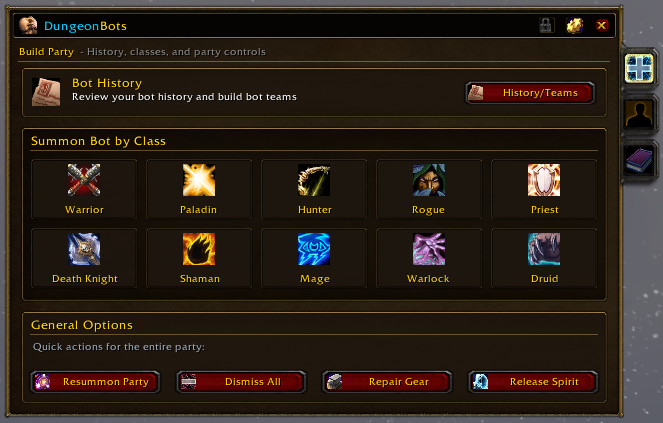 DungeonBots
Build Party - History, classes, and party controls
Bot History
Review your bot history and build bot teams
History/Teams
Summon Bot by Class
Warrior
Paladin
Hunter
Rogue
Priest
Death Knight
Shaman
Mage
Warlock
Druid
General Options
Quick actions for the entire party:
Resummon Party
Dismiss All
Repair Gear
Release Spirit